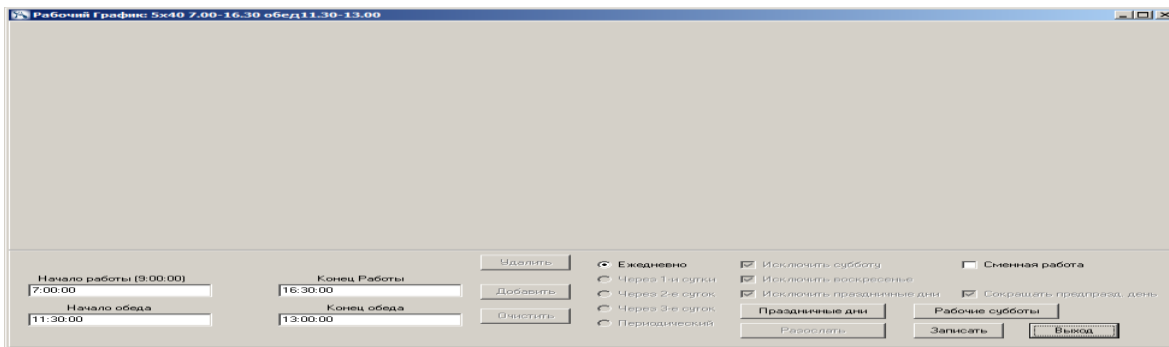 Рабочий График: 5x40 7.00-16.30 обед11.30-13.00
Удалить
Ежедневно
Исключить субботу
Сменная работа
Начало работы (9:00:00)
Конец Работы
Через 1-и сутки
Исключить воскресенье
7:00:00
16:30:00
Добавить
Через 2-е суток
Исключить праздничные дни
Сокращать предпразд. день
Начало обеда
Конец обеда
Через 3-е суток
Праздничные дни
Рабочие субботы
11:30:00
13:00:00
Очистить
Периодический
Разослать
Записать
Выход